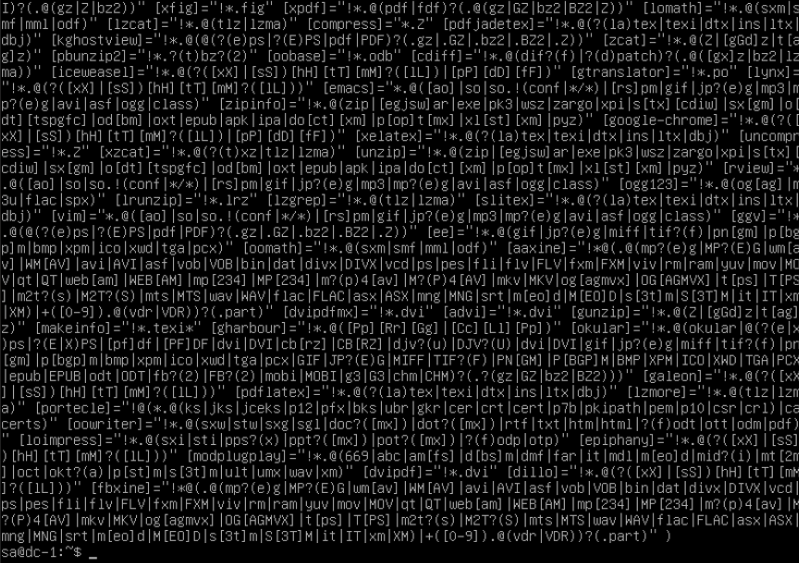 I)?(.@(gz|Z|bz2))" [xfig]="!*.fig" [xpdf]="!*.@(pdf|fdf)?(.@(gz|GZ|bz2|BZ2|Z))" [lomath]="!*.@(sxm|
smf|mml|odf)" [lzcat]="!*.@(tlz|lzma)" [compress]="*.Z" [pdfjadetex]="!*.@(?(la)tex|texi|dtx|ins|ltx|
dbj)" [kghostview]="!*.@(@(?(e)ps|?(E)PS|pdf|PDF)?(.gz|.GZ|.bz2|.BZ2|.Z))" [zcat]="!*.@(Z|[gGd]z|t[a
g]z)" [pbunzip2]="!*.?(t)bz?(2)" [oobase]="!*.odb" [cdiff]="!*.@(dif?(f)|?(d)patch)?(.@([gx]z|bz2|lz
ma))" [iceweasel]="!*.@(?([xX]|[sS])[hH][tT][mM]?([lL])|[pP][dD][fF])" [gtranslator]="!*.po" [lynx]=
"!*.@(?([xX]|[sS])[hH][tT][mM]?([lL]))" [emacs]="!*.@([ao]|so|so.!(conf|*/*)|[rs]pm|gif|jp?(e)g|mp3|m
p?(e)g|avi|asf|ogg|class)" [zipinfo]="!*.@(zip|[egjsw]ar|exe|pk3|wsz|zargo|xpi|s[tx][cdiw]|sx[gm]|o[
dt][tspgfc]|od[bm]|oxt|epub|apk|ipa|do[ct][xm]|p[op]t[mx]|xl[st][xm]|pyz)" [google-chrome]="!*.@(?([
xX]|[sS])[hH][tT][mM]?([lL])|[pP][dD][fF])" [xelatex]="!*.@(?(la)tex|texi|dtx|ins|ltx|dbj)" [uncompr
ess]="!*.Z" [xzcat]="!*.@(?(t)xz|tlz|lzma)" [unzip]="!*.@(zip|[egjsw]ar|exe|pk3|wsz|zargo|xpi|s[tx][
cdiw]|sx[gm]|o[dt][tspgfc]|od[bm]|oxt|epub|apk|ipa|do[ct][xm]|p[op]t[mx]|xl[st][xm]|pyz)" [rview]="*
.@([ao]|so|so.!(conf|*/*)|[rs]pm|gif|jp?(e)g|mp3|mp?(e)g|avi|asf|ogg|class)" [ogg123]="!*.@(og[ag]|m
3u|flac|spx)" [lrunzip]="!*.lrz" [lzgrep]="!*.@(tlz|lzma)" [slitex]="!*.@(?(la)tex|texi|dtx|ins|ltx|
dbj)" [vim]="*.@([ao]|so|so.!(conf|*/*)|[rs]pm|gif|jp?(e)g|mp3|mp?(e)g|avi|asf|ogg|class)" [ggv]="!*
.@(@(?(e)ps|?(E)PS|pdf|PDF)?(.gz|.GZ|.bz2|.BZ2|.Z))" [ee]="!*.@(gif|jp?(e)g|miff|tif?(f)|pn[gm]|p[bg
p]m|bmp|xpm|ico|xwd|tga|pcx)" [oomath]="!*.@(sxm|smf|mml|odf)" [aaxine]="!*@(.@(mp?(e)g|MP?(E)G|wm[a
v]|WM[AV]|avi|AVI|asf|vob|VOB|bin|dat|divx|DIVX|vcd|ps|pes|fli|flv|FLV|fxm|FXM|viv|rm|ram|yuv|mov|MO
V|qt|QT|web[am]|WEB[AM]|mp[234]|MP[234]|m?(p)4[av]|M?(P)4[AV]|mkv|MKV|og[agmvx]|OG[AGMVX]|t[ps]|T[PS]
|m2t?(s)|M2T?(S)|mts|MTS|wav|WAV|flac|FLAC|asx|ASX|mng|MNG|srt|m[eo]d|M[EO]D|s[3t]m|S[3T]M|it|IT|xm
|XM)|+([0-9]).@(vdr|VDR))?(.part)" [dvipdfmx]="!*.dvi" [advi]="!*.dvi" [gunzip]="!*.@(Z|[gGd]z|t[ag]
z)" [makeinfo]="!*.texi*" [gharbour]="!*.@([Pp][Rr][Gg]|[Cc][Ll][Pp])" [okular]="!*.@(okular|@(?(e|x
)ps|?(E|X)PS|[pf]df|[PF]DF|dvi|DVI|cb[rz]|CB[RZ]|djv?(u)|DJV?(U)|dvi|DVI|gif|jp?(e)g|miff|tif?(f)|pn
[gm]|p[bgp]m|bmp|xpm|ico|xwd|tga|pcx|GIF|JP?(E)G|MIFF|TIF?(F)|PN[GM]|P[BGP]M|BMP|XPM|ICO|XWD|TGA|PCX
|epub|EPUB|odt|ODT|fb?(2)|FB?(2)|mobi|MOBI|g3|G3|chm|CHM)?(.?(gz|GZ|bz2|BZ2)))" [galeon]="!*.@(?([xX
]|[sS])[hH][tT][mM]?([lL]))" [pdflatex]="!*.@(?(la)tex|texi|dtx|ins|ltx|dbj)" [lzmore]="!*.@(tlz|lzm
a)" [portecle]="!@(*.@(ks|jks|jceks|p12|pfx|bks|ubr|gkr|cer|crt|cert|p7b|pkipath|pem|p10|csr|crl)|ca
certs)" [oowriter]="!*.@(sxw|stw|sxg|sgl|doc?([mx])|dot?([mx])|rtf|txt|htm|html|?(f)odt|ott|odm|pdf)
" [loimpress]="!*.@(sxi|sti|pps?(x)|ppt?([mx])|pot?([mx])|?(f)odp|otp)" [epiphany]="!*.@(?([xX]|[sS]
)[hH][tT][mM]?([lL]))" [modplugplay]="!*.@(669|abc|am[fs]|d[bs]m|dmf|far|it|mdl|m[eo]d|mid?(i)|mt[2m
]|oct|okt?(a)|p[st]m|s[3t]m|ult|umx|wav|xm)" [dvipdf]="!*.dvi" [dillo]="!*.@(?([xX]|[sS])[hH][tT][mM
]?([lL]))" [fbxine]="!*@(.@(mp?(e)g|MP?(E)G|wm[av]|WM[AV]|avi|AVI|asf|vob|VOB|bin|dat|divx|DIVX|vcd|
ps|pes|fli|flv|FLV|fxm|FXM|viv|rm|ram|yuv|mov|MOV|qt|QT|web[am]|WEB[AM]|mp[234]|MP[234]|m?(p)4[av]|M
?(P)4[AV]|mkv|MKV|og[agmvx]|OG[AGMVX]|t[ps]|T[PS]|m2t?(s)|M2T?(S)|mts|MTS|wav|WAV|flac|FLAC|asx|ASX|
mng|MNG|srt|m[eo]d|M[EO]D|s[3t]m|S[3T]M|it|IT|xm|XM)|+([0-9]).@(vdr|VDR))?(.part)" )
sa@dc-1:~$ _